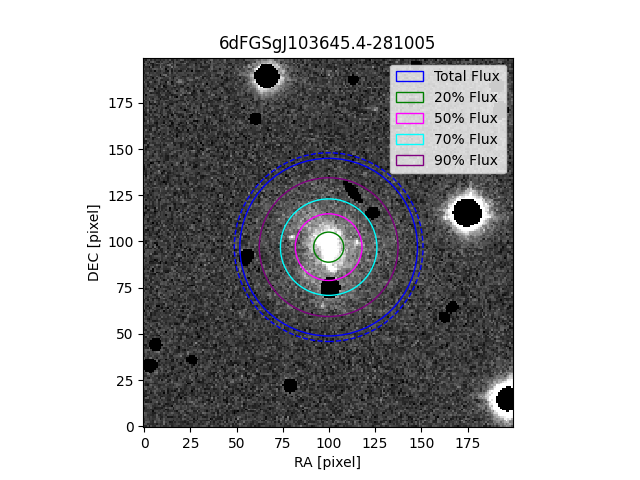 6dFGSgJ103645.4-281005
Total Flux
20% Flux
50% Flux
70% Flux
90% Flux
DEC [pixel]
175
150
125
100
75
50
25
0
0 25 50 75 100 125 150 175
RA [pixel]